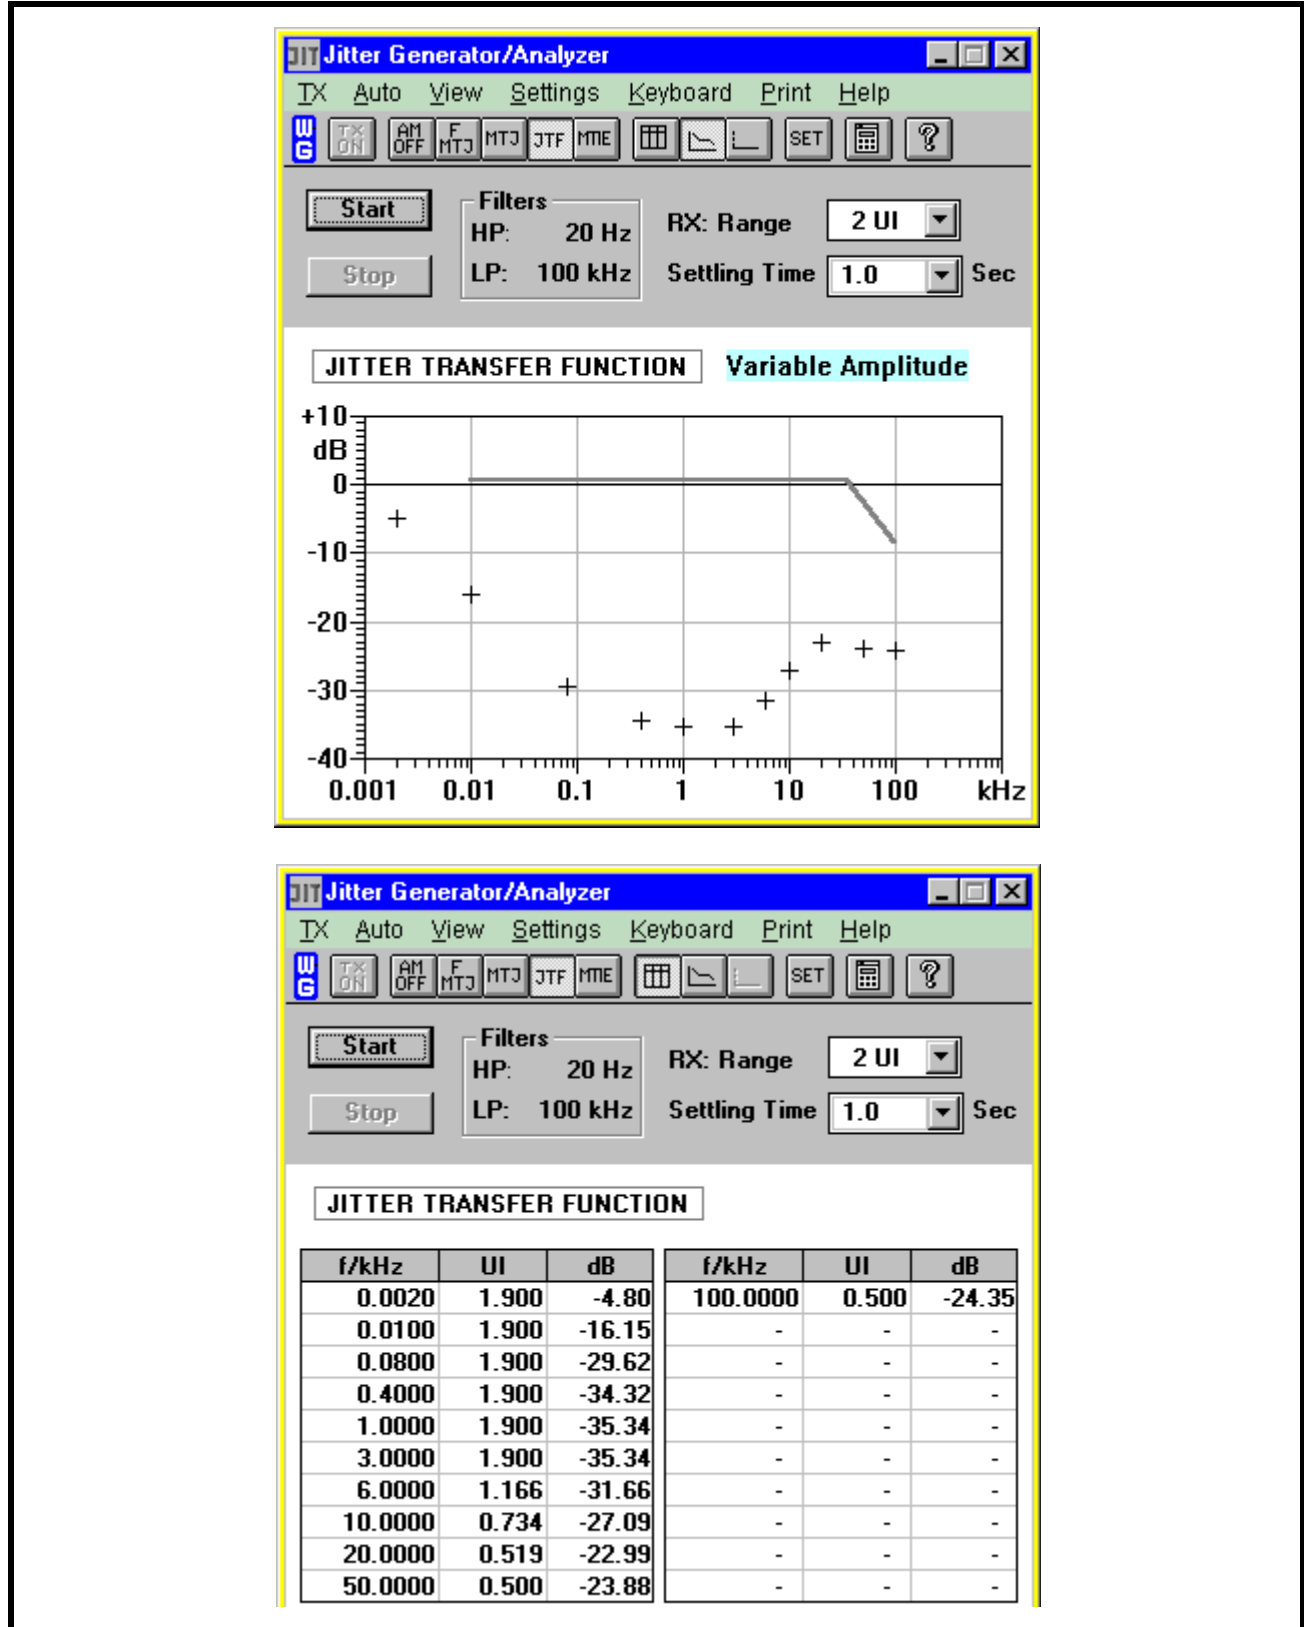 JIT Jitter Generator/Analyzer
TX Auto View Settings Keyboard Print Help
WG TX ON AM OFF F MTJ MTJ JTF MTIE SET ?
Start Filters
HP: 20 Hz RX: Range 2 UI
Stop LP: 100 kHz Settling Time 1.0 Sec
JITTER TRANSFER FUNCTION Variable Amplitude
+10
dB
0
-10
-20
-30
-40
0.001 0.01 0.1 1 10 100 kHz
JIT Jitter Generator/Analyzer
TX Auto View Settings Keyboard Print Help
WG TX ON AM OFF F MTJ MTJ JTF MTIE SET ?
Start Filters
HP: 20 Hz RX: Range 2 UI
Stop LP: 100 kHz Settling Time 1.0 Sec
JITTER TRANSFER FUNCTION
f/kHz UI dB f/kHz UI dB
0.0020 1.900 -4.80 100.0000 0.500 -24.35
0.0100 1.900 -16.15 - - -
0.0800 1.900 -29.62 - - -
0.4000 1.900 -34.32 - - -
1.0000 1.900 -35.34 - - -
3.0000 1.900 -35.34 - - -
6.0000 1.166 -31.66 - - -
10.0000 0.734 -27.09 - - -
20.0000 0.519 -22.99 - - -
50.0000 0.500 -23.88 - - -